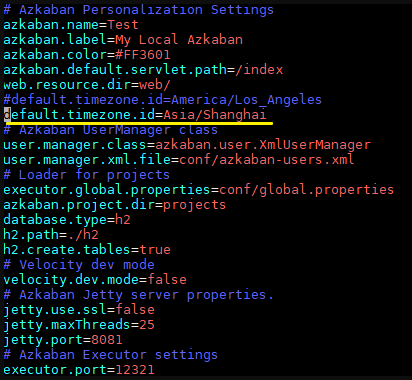 # Azkaban Personalization Settings
azkaban.name=Test
azkaban.label=My Local Azkaban
azkaban.color=#FF3601
azkaban.default.servlet.path=/index
web.resource.dir=web/
#default.timezone.id=America/Los_Angeles
default.timezone.id=Asia/Shanghai
# Azkaban UserManager class
user.manager.class=azkaban.user.XmlUserManager
user.manager.xml.file=conf/azkaban-users.xml
# Loader for projects
executor.global.properties=conf/global.properties
azkaban.project.dir=projects
database.type=h2
h2.path=./h2
h2.create.tables=true
# Velocity dev mode
velocity.dev.mode=false
# Azkaban Jetty server properties.
jetty.use.ssl=false
jetty.maxThreads=25
jetty.port=8081
# Azkaban Executor settings
executor.port=12321